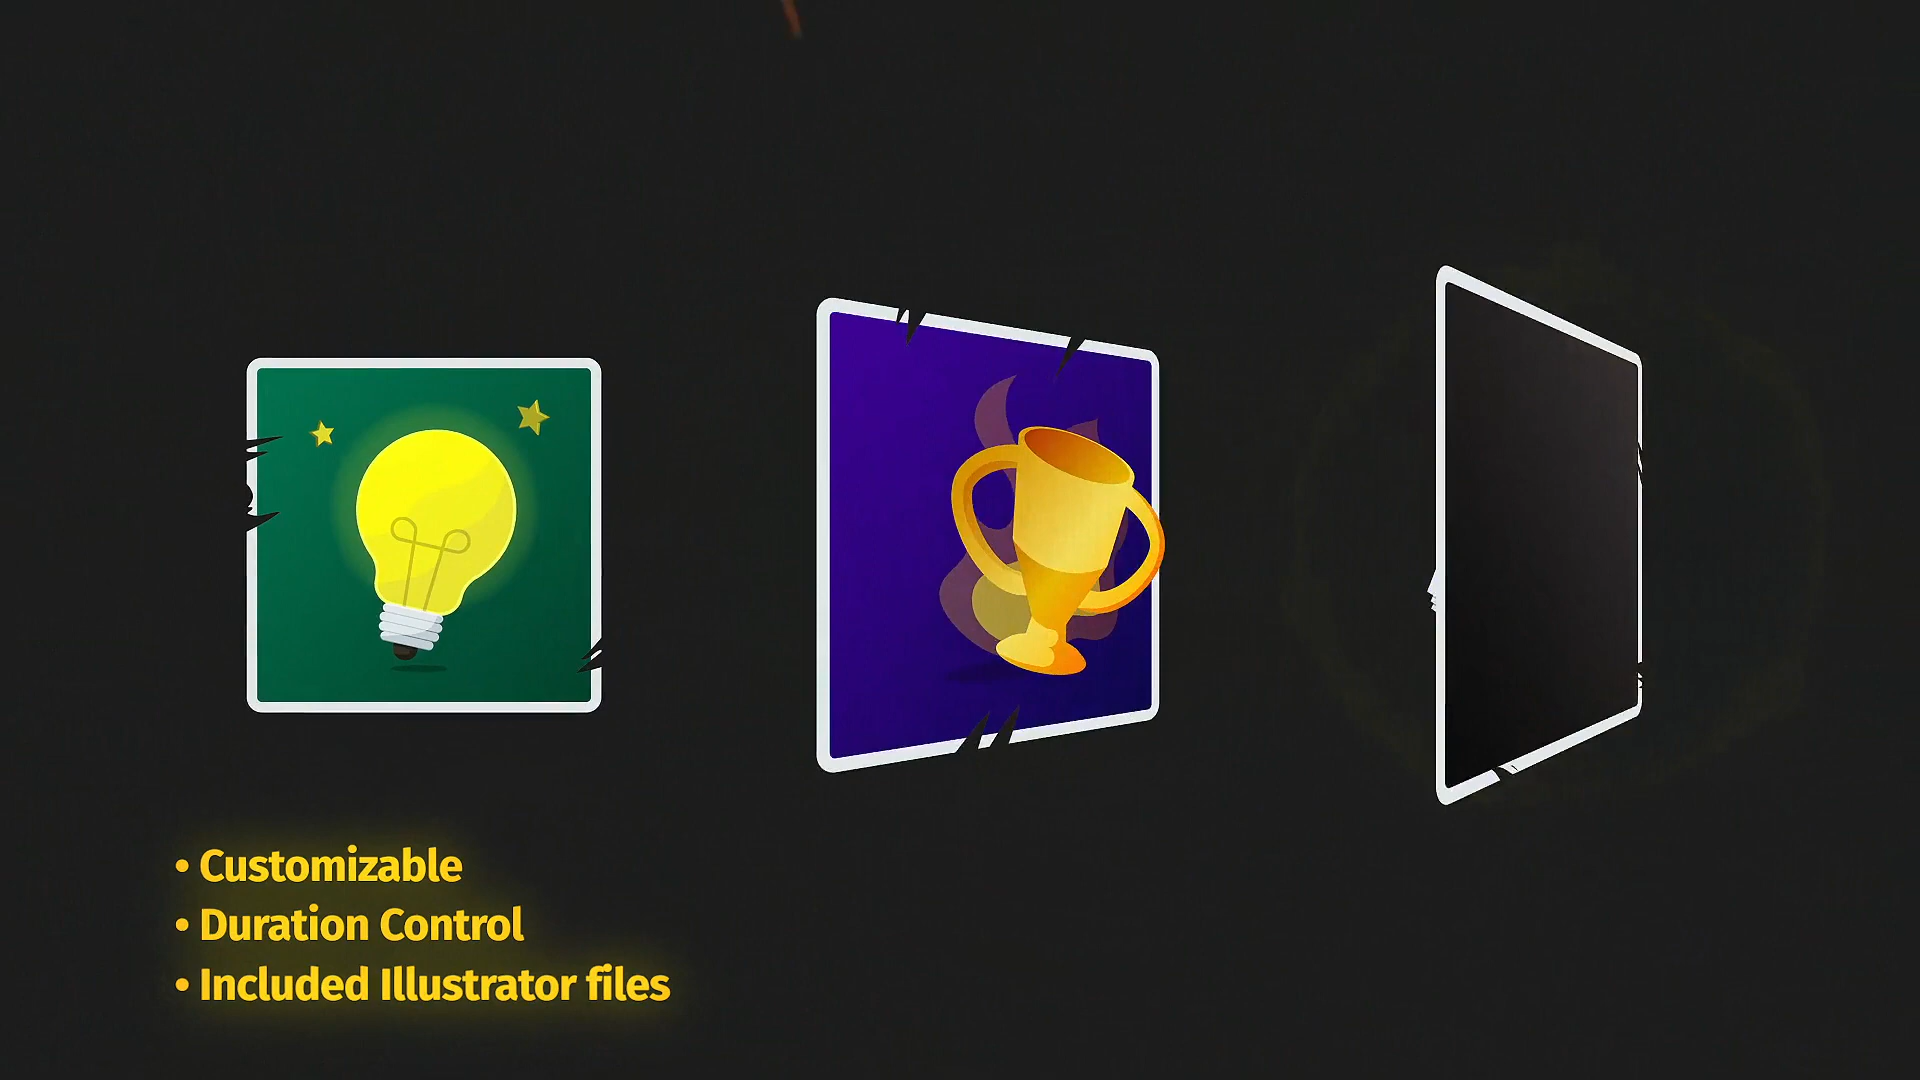 • Customizable
• Duration Control
• Included Illustrator files